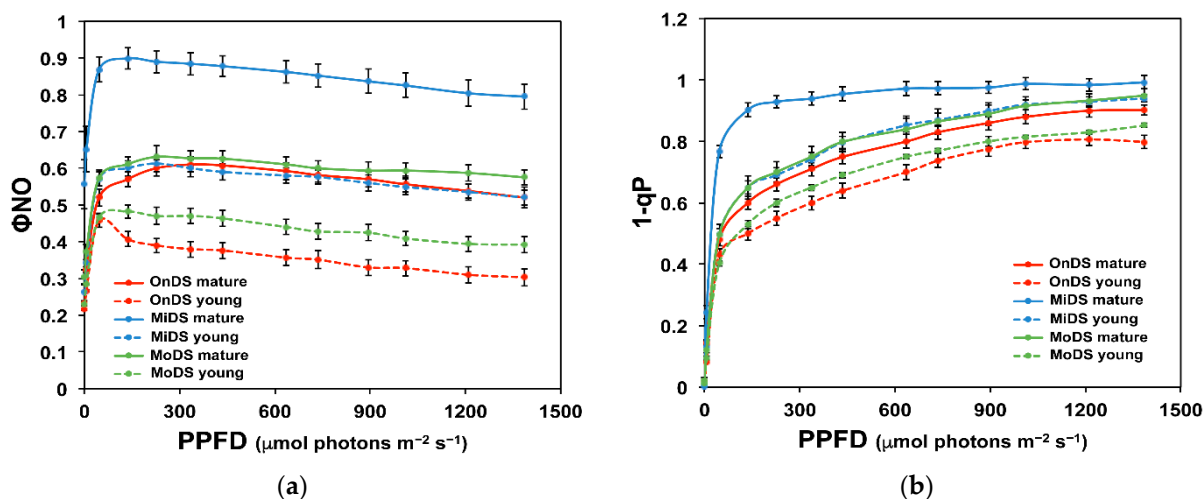 ΦNO
1
0.9
0.8
0.7
0.6
0.5
0.4
0.3
0.2
0.1
0
OnDS mature
OnDS young
MiDS mature
MiDS young
MoDS mature
MoDS young
0 300 600 900 1200 1500
PPFD (μmol photons m⁻² s⁻¹)
(a)
1-qP
1.2
1
0.8
0.6
0.4
0.2
0
OnDS mature
OnDS young
MiDS mature
MiDS young
MoDS mature
MoDS young
0 300 600 900 1200 1500
PPFD (μmol photons m⁻² s⁻¹)
(b)